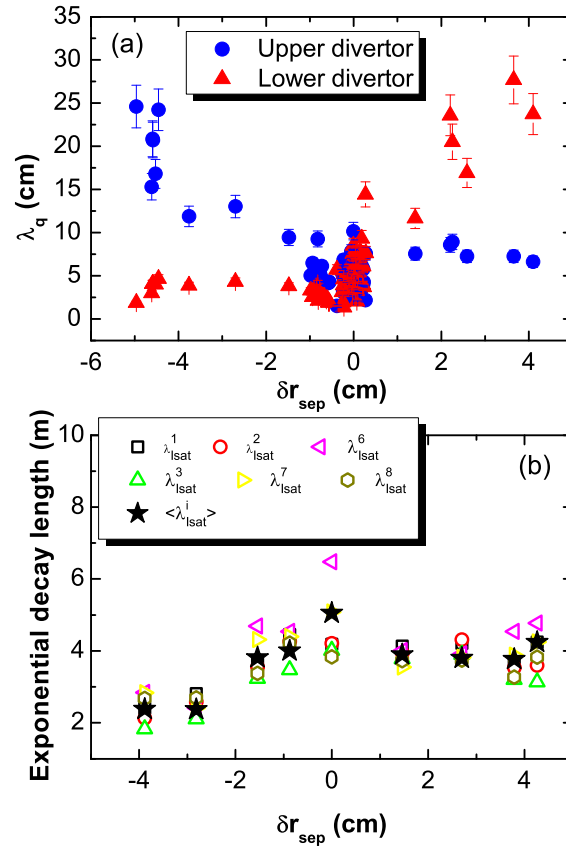 35
30
25
20
15
10
5
0
λq (cm)
(a)
Upper divertor
Lower divertor
-6 -4 -2 0 2 4
δrsep (cm)
10
8
6
4
2
Exponential decay length (m)
(b)
λ¹Isat λ²Isat λ⁶Isat
λ³Isat λ⁷Isat λ⁸Isat
<λⁱIsat>
-4 -2 0 2 4
δrsep (cm)